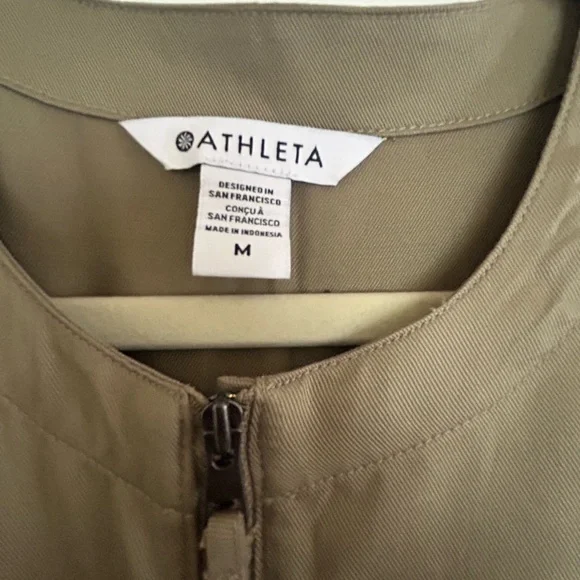 ATHLETA
DESIGNED IN
SAN FRANCISCO
CONÇU À
SAN FRANCISCO
MADE IN INDONESIA
M